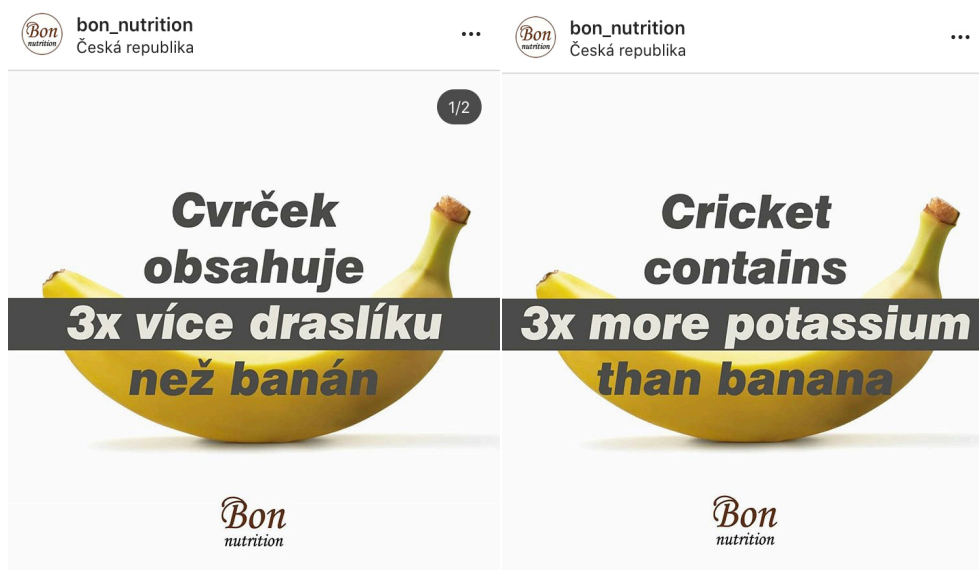 Bon
nutrition
bon_nutrition
Česká republika
1/2
Cvrček
obsahuje
3x více draslíku
než banán
Bon
nutrition
Bon
nutrition
bon_nutrition
Česká republika
Cricket
contains
3x more potassium
than banana
Bon
nutrition